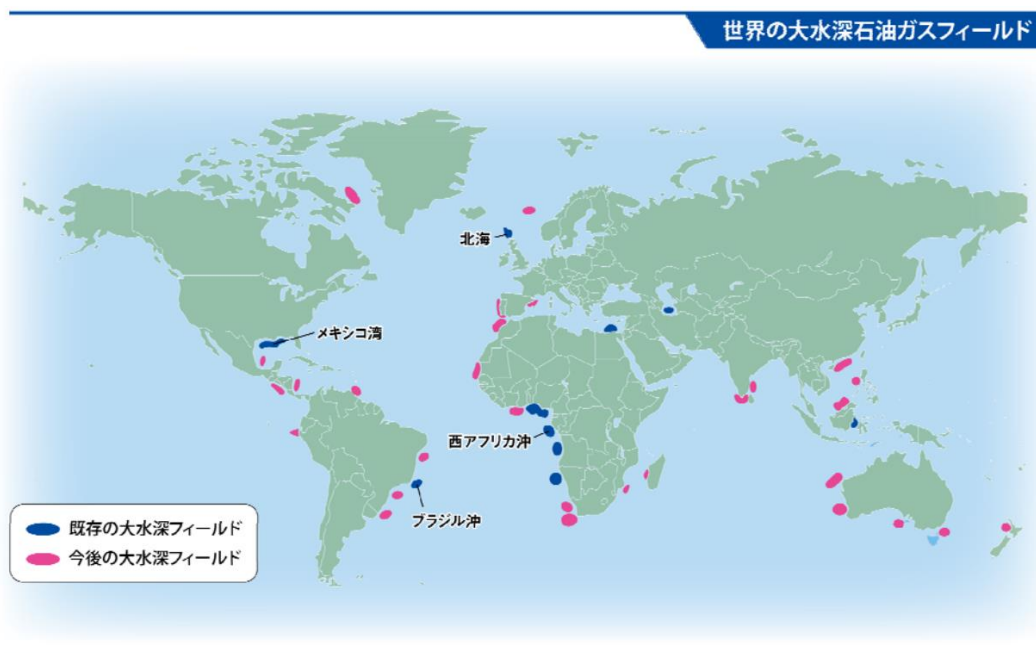 世界の大水深石油ガスフィールド
北海
メキシコ湾
西アフリカ沖
ブラジル沖
既存の大水深フィールド
今後の大水深フィールド